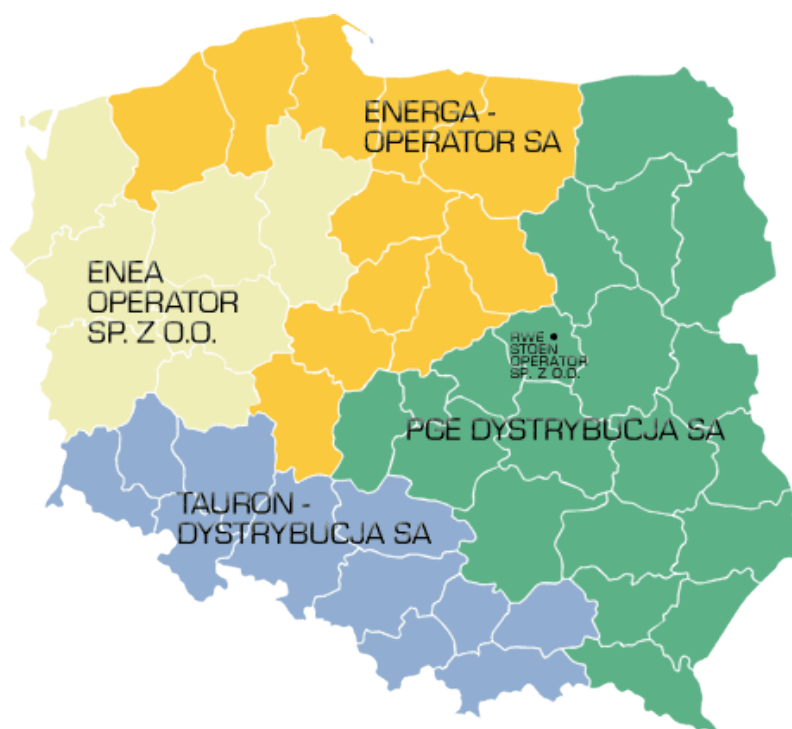 ENERGA -
OPERATOR SA
ENEA
OPERATOR
SP. Z O.O.
RWE •
STOEN
OPERATOR
SP. Z O.O.
PGE DYSTRYBUCJA SA
TAURON -
DYSTRYBUCJA SA